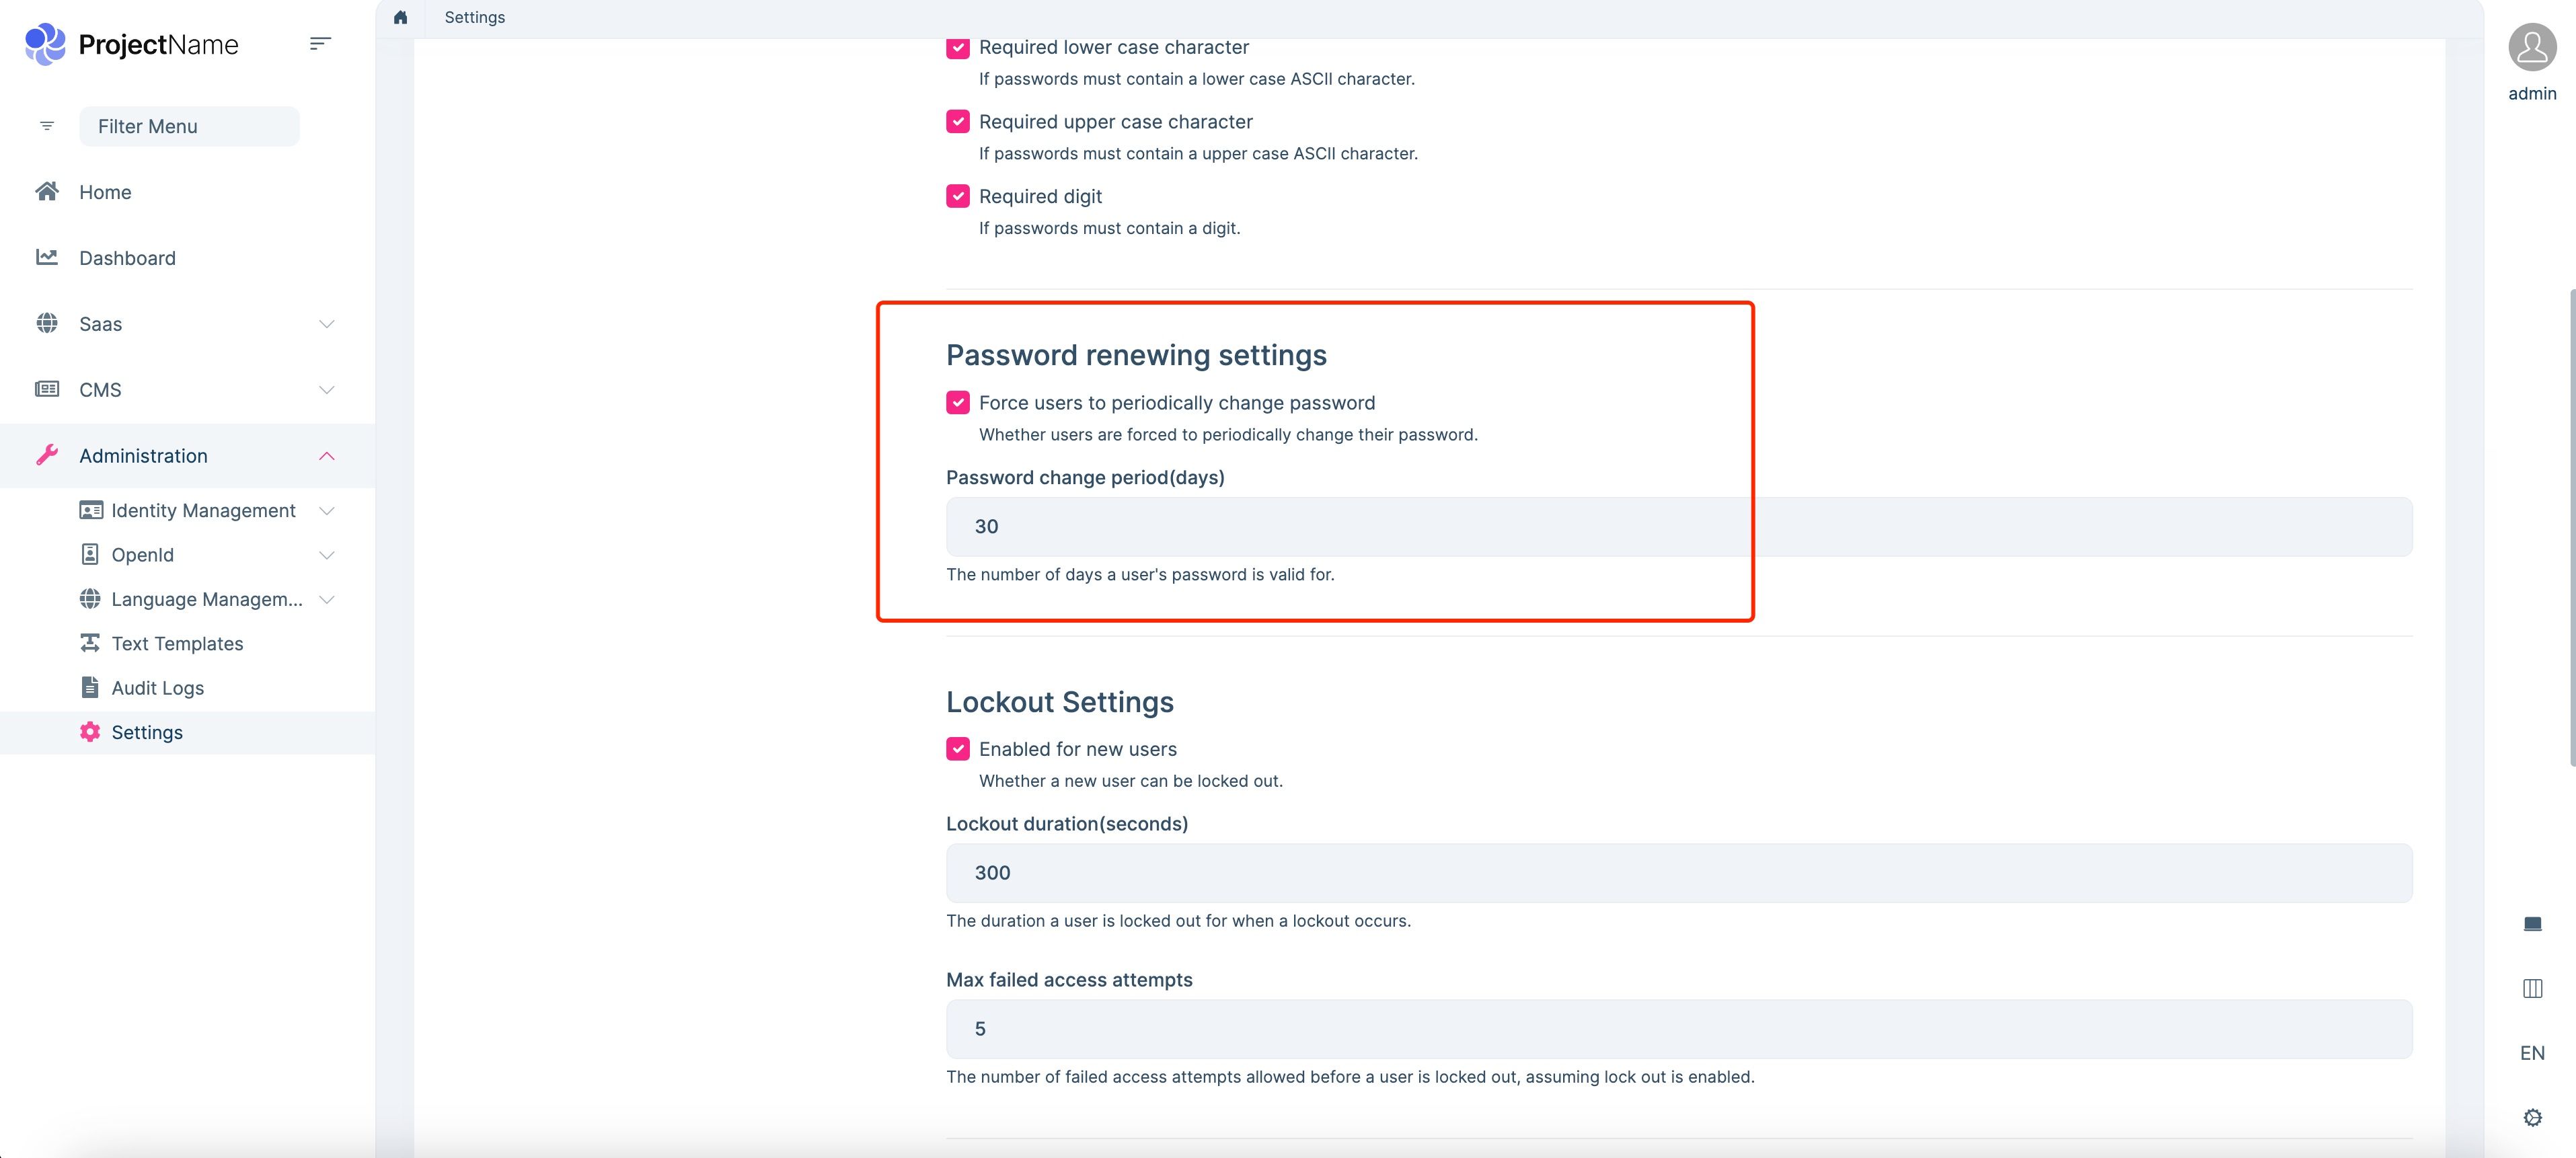 ProjectName
Filter Menu
Home
Dashboard
Saas
CMS
Administration
Identity Management
OpenId
Language Managem...
Text Templates
Audit Logs
Settings
Settings
Required lower case character
If passwords must contain a lower case ASCII character.
Required upper case character
If passwords must contain a upper case ASCII character.
Required digit
If passwords must contain a digit.
Password renewing settings
Force users to periodically change password
Whether users are forced to periodically change their password.
Password change period(days)
30
The number of days a user's password is valid for.
Lockout Settings
Enabled for new users
Whether a new user can be locked out.
Lockout duration(seconds)
300
The duration a user is locked out for when a lockout occurs.
Max failed access attempts
5
The number of failed access attempts allowed before a user is locked out, assuming lock out is enabled.
admin
EN